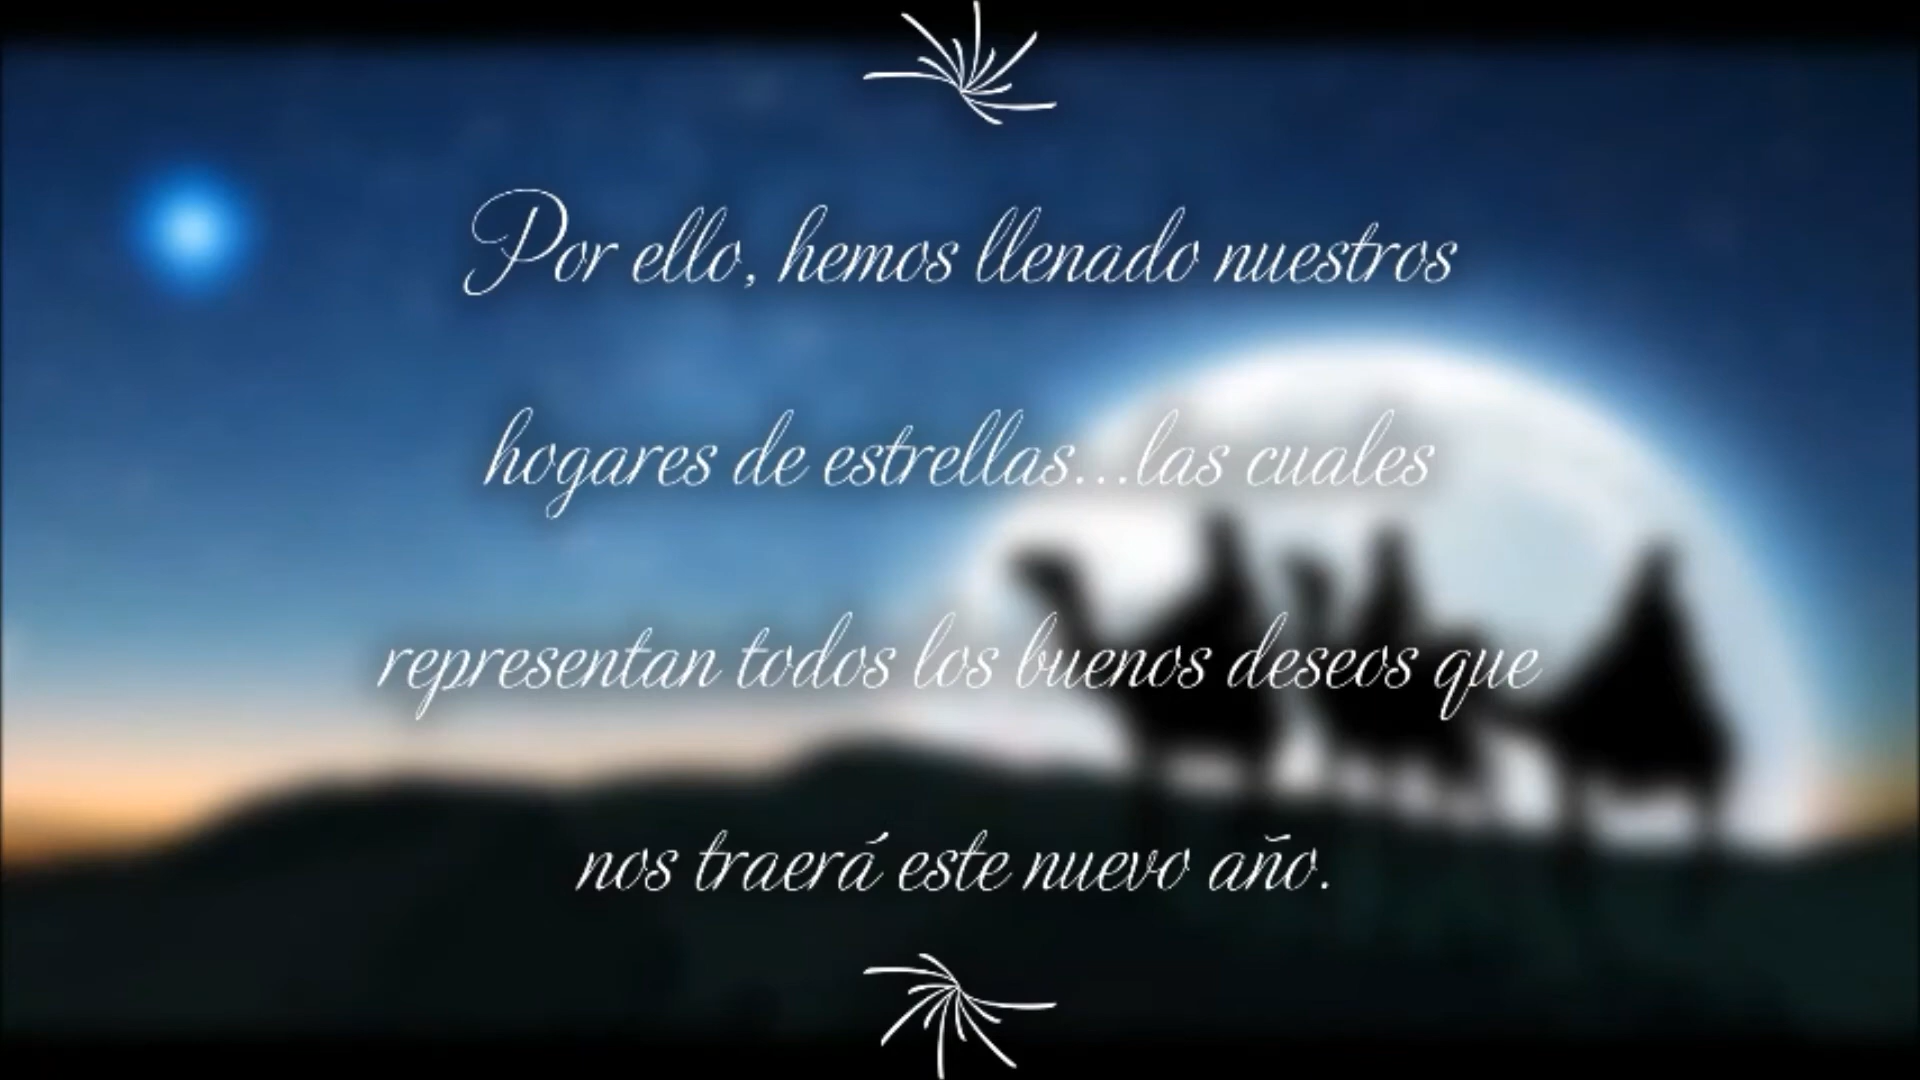 Por ello, hemos llenado nuestros
hogares de estrellas...las cuales
representan todos los buenos deseos que
nos traerá este nuevo año.